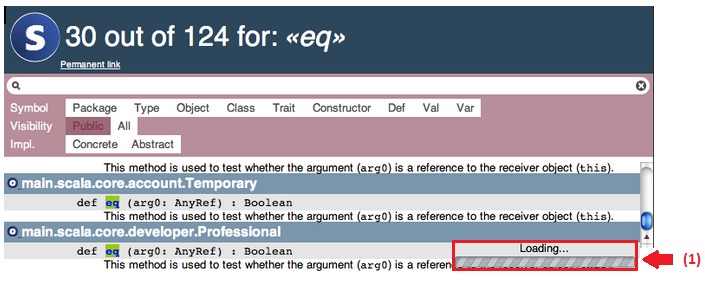 S 30 out of 124 for: «eq»
Permanent link
Symbol Package Type Object Class Trait Constructor Def Val Var
Visibility Public All
Impl. Concrete Abstract
This method is used to test whether the argument (arg0) is a reference to the receiver object (this).
main.scala.core.account.Temporary
def eq (arg0: AnyRef) : Boolean
This method is used to test whether the argument (arg0) is a reference to the receiver object (this).
main.scala.core.developer.Professional
def eq (arg0: AnyRef) : Boolean
Loading...
(1)
This method is used to test whether the argument (arg0) is a refe